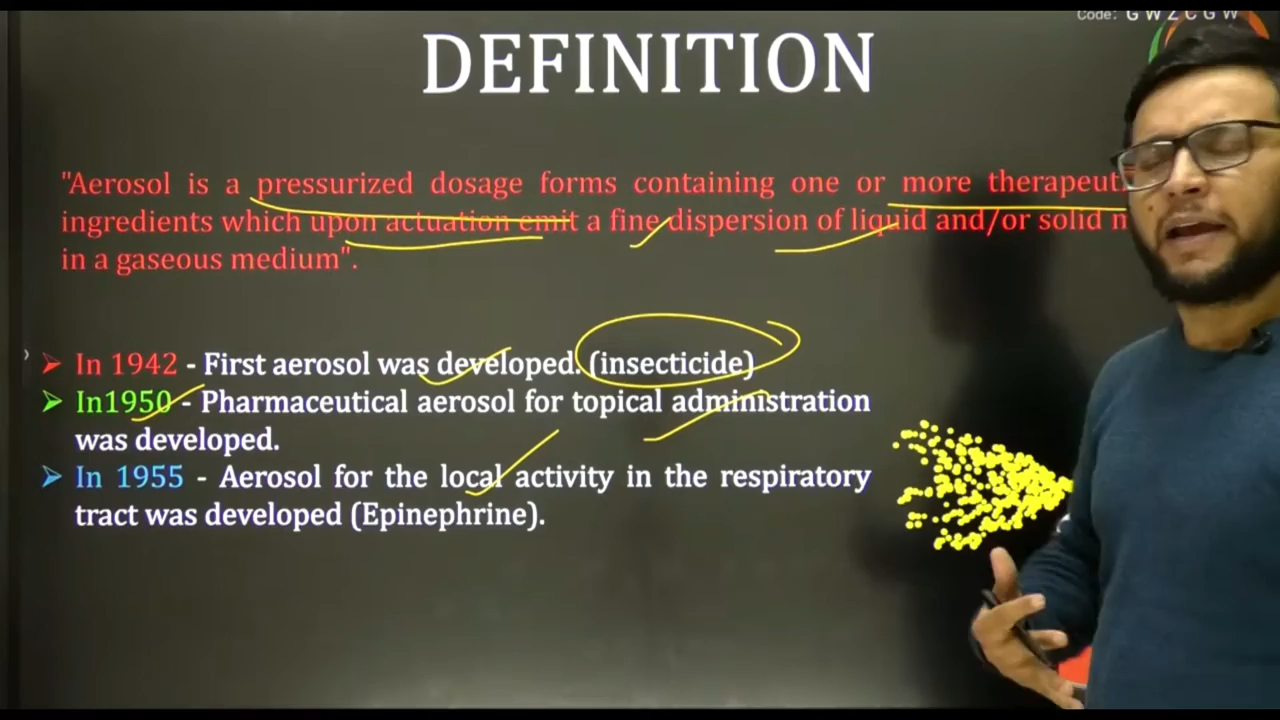 Code: G W Z C G W
DEFINITION
"Aerosol is a pressurized dosage forms containing one or more
ingredients which upon actuation emit a fine dispersion of liquid and/or solid
in a gaseous medium".
➢ In 1942 - First aerosol was developed. (insecticide)
➢ In1950 - Pharmaceutical aerosol for topical administration
was developed.
➢ In 1955 - Aerosol for the local activity in the respiratory
tract was developed (Epinephrine).